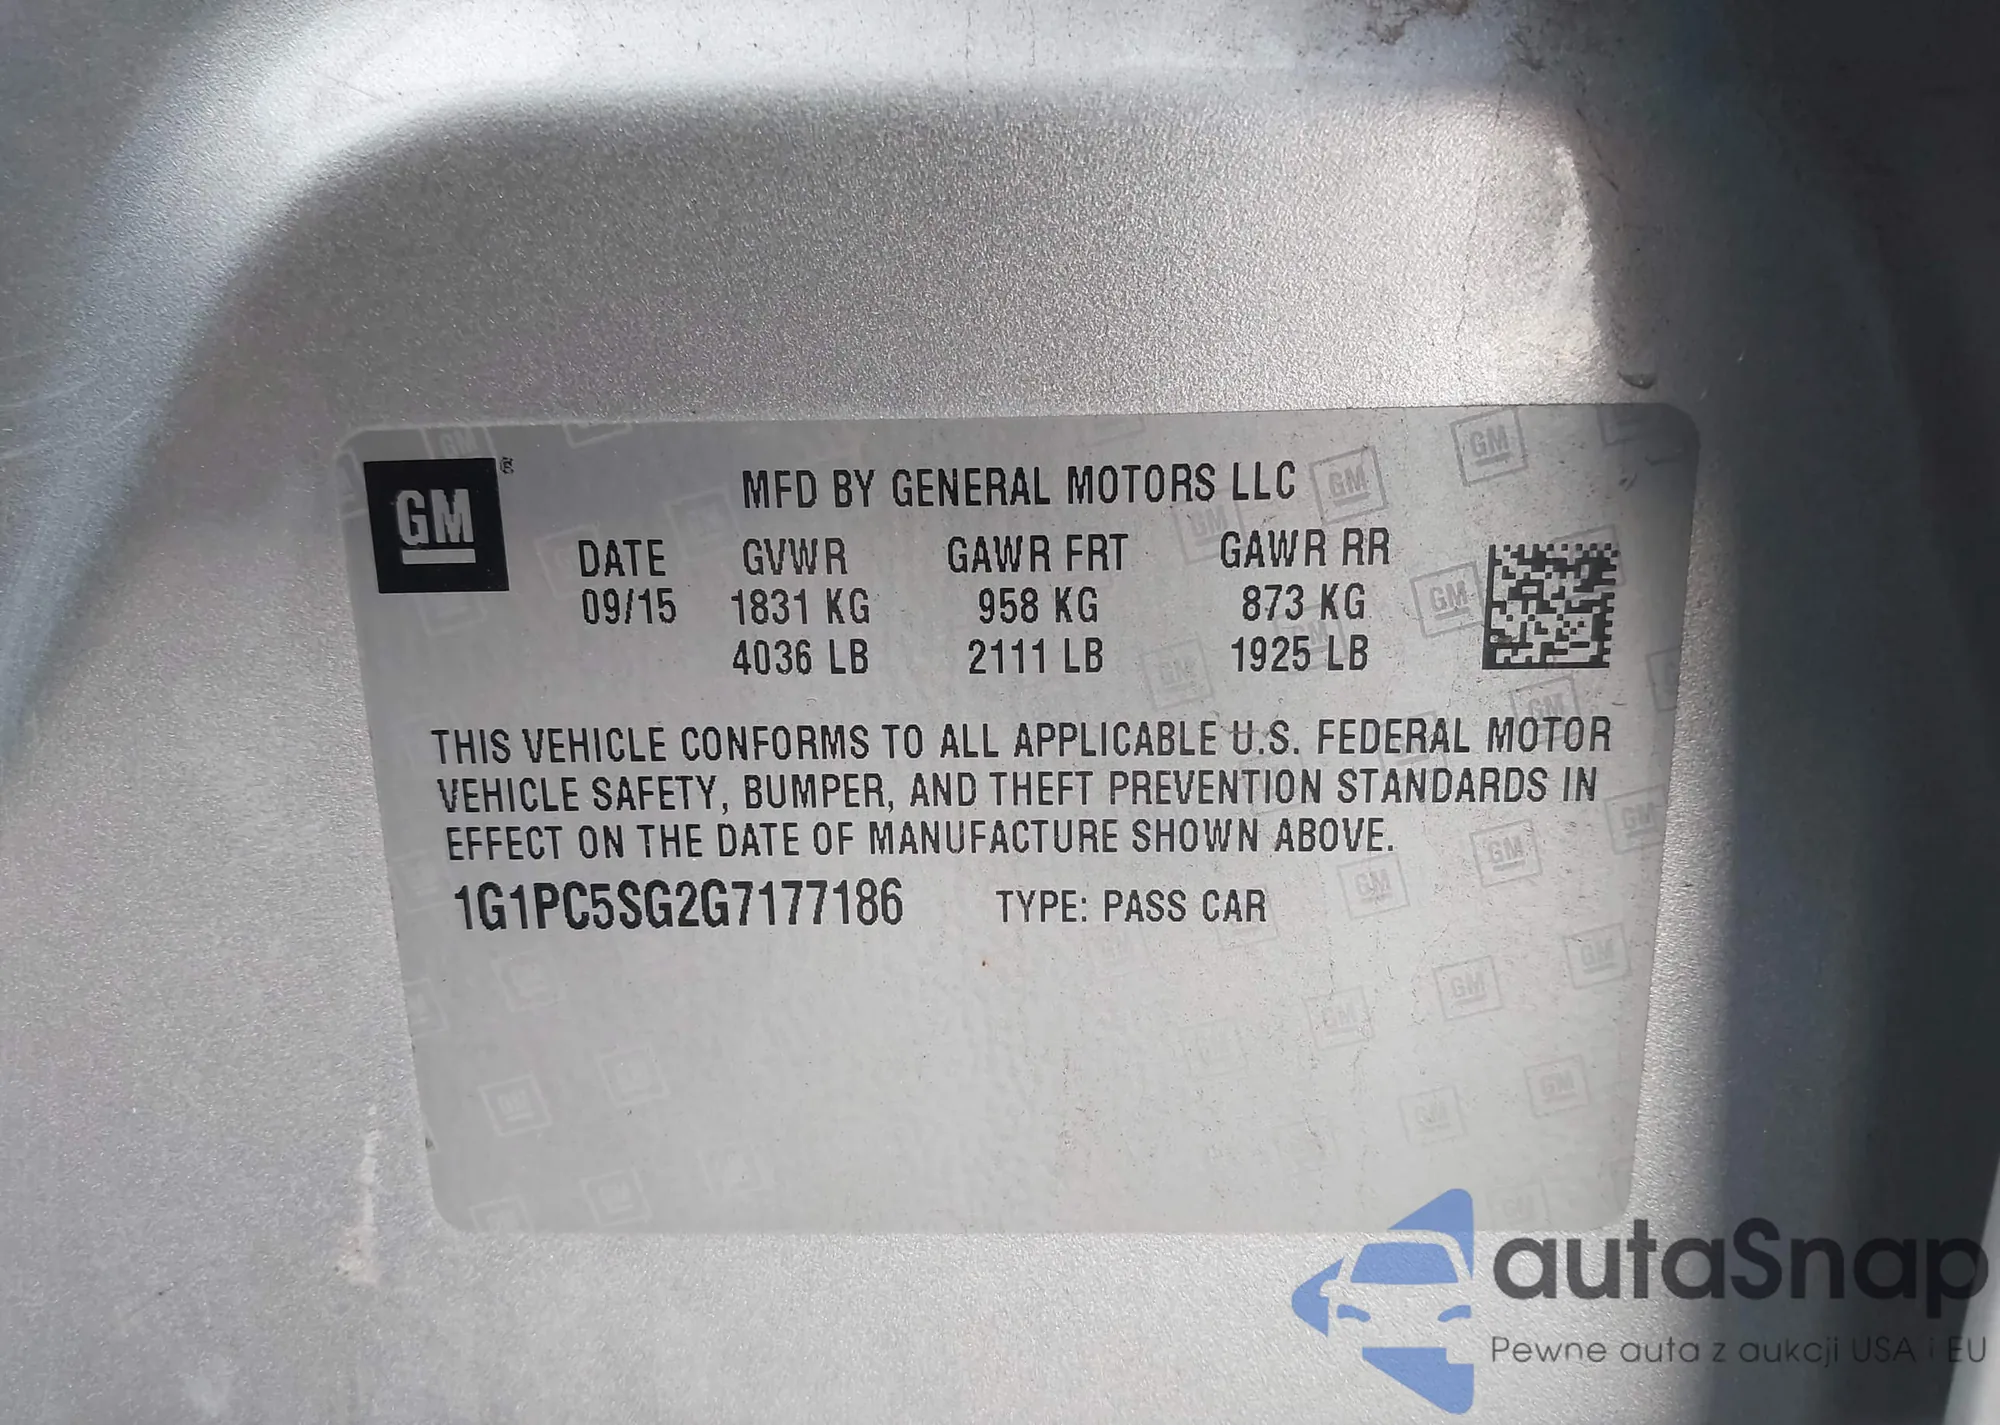 GM®
MFD BY GENERAL MOTORS LLC
DATE GVWR GAWR FRT GAWR RR
09/15 1831 KG 958 KG 873 KG
4036 LB 2111 LB 1925 LB
THIS VEHICLE CONFORMS TO ALL APPLICABLE U.S. FEDERAL MOTOR
VEHICLE SAFETY, BUMPER, AND THEFT PREVENTION STANDARDS IN
EFFECT ON THE DATE OF MANUFACTURE SHOWN ABOVE.
1G1PC5SG2G7177186 TYPE: PASS CAR
autaSnap
Pewne auta z aukcji USA i EU